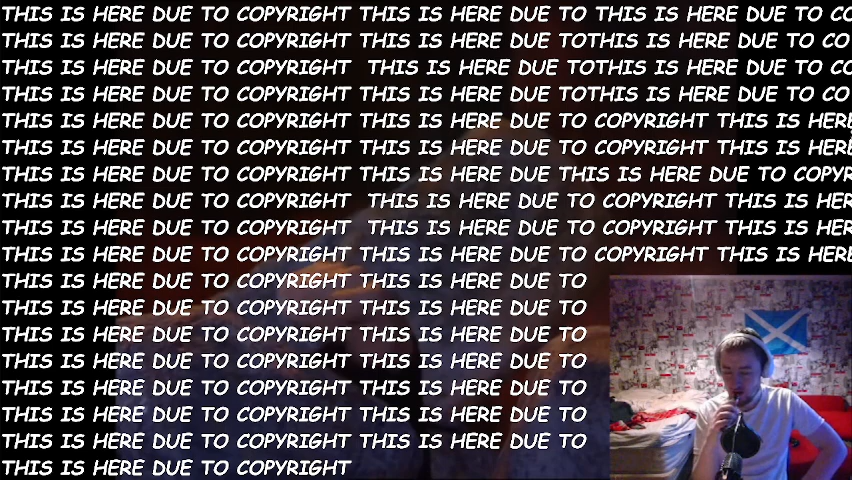 THIS IS HERE DUE TO COPYRIGHT THIS IS HERE DUE TO THIS IS HERE DUE TO CO
THIS IS HERE DUE TO COPYRIGHT THIS IS HERE DUE TOTHIS IS HERE DUE TO CO
THIS IS HERE DUE TO COPYRIGHT THIS IS HERE DUE TOTHIS IS HERE DUE TO CO
THIS IS HERE DUE TO COPYRIGHT THIS IS HERE DUE TOTHIS IS HERE DUE TO CO
THIS IS HERE DUE TO COPYRIGHT THIS IS HERE DUE TO COPYRIGHT THIS IS HERE
THIS IS HERE DUE TO COPYRIGHT THIS IS HERE DUE TO COPYRIGHT THIS IS HERE
THIS IS HERE DUE TO COPYRIGHT THIS IS HERE DUE THIS IS HERE DUE TO COPYR
THIS IS HERE DUE TO COPYRIGHT THIS IS HERE DUE TO COPYRIGHT THIS IS HER
THIS IS HERE DUE TO COPYRIGHT THIS IS HERE DUE TO COPYRIGHT THIS IS HER
THIS IS HERE DUE TO COPYRIGHT THIS IS HERE DUE TO COPYRIGHT THIS IS HERE
THIS IS HERE DUE TO COPYRIGHT THIS IS HERE DUE TO
THIS IS HERE DUE TO COPYRIGHT THIS IS HERE DUE TO
THIS IS HERE DUE TO COPYRIGHT THIS IS HERE DUE TO
THIS IS HERE DUE TO COPYRIGHT THIS IS HERE DUE TO
THIS IS HERE DUE TO COPYRIGHT THIS IS HERE DUE TO
THIS IS HERE DUE TO COPYRIGHT THIS IS HERE DUE TO
THIS IS HERE DUE TO COPYRIGHT THIS IS HERE DUE TO
THIS IS HERE DUE TO COPYRIGHT